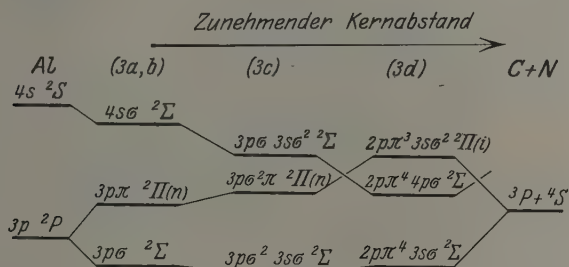 Zunehmender Kernabstand
Al (3a,b) (3c) (3d) C+N
4s ²S
4sσ ²Σ
3pσ 3sσ² ²Σ 2pπ³ 3sσ² ²Π(i)
3pπ ²Π(n) 3pσ²π ²Π(n) 2pπ⁴ 4pσ ²Σ
³P+⁴S
3p ²P
3pσ ²Σ 3pσ² 3sσ ²Σ 2pπ⁴ 3sσ ²Σ